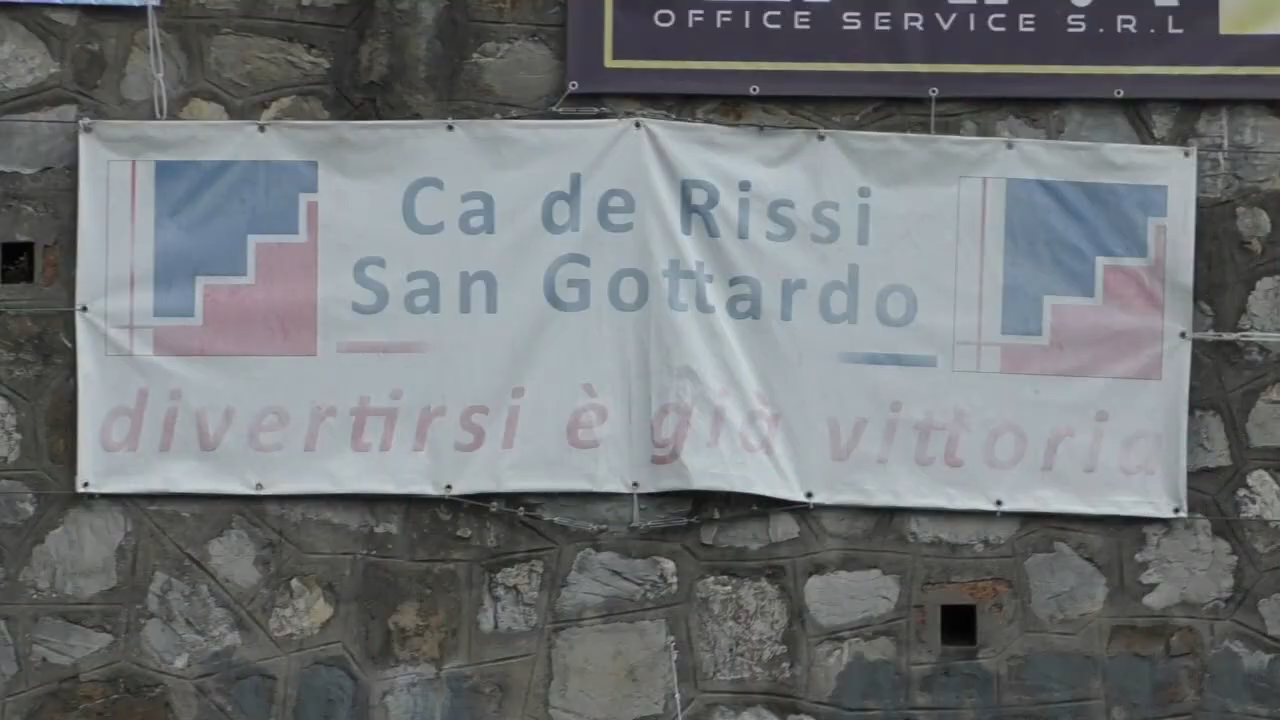 OFFICE SERVICE S.R.L
Ca de Rissi
San Gottardo
divertirsi è già vittoria